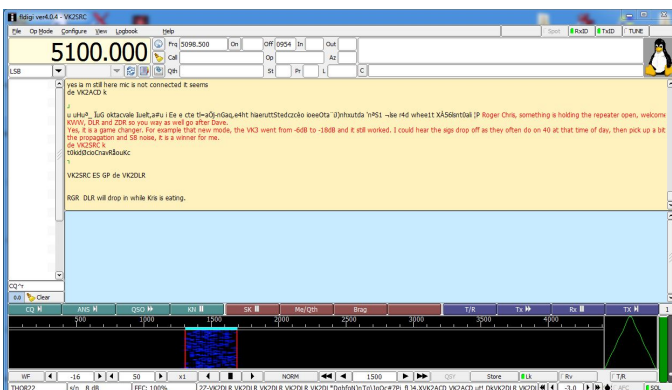 fldigi ver4.0.4 - VK2SRC
File Op Mode Configure View Logbook Help Spot RxID TxID TUNE
5100.000 Frq 5098.500 On Off 0954 In Out
Call Op Az
LSB Qth St Pr L C
yes ia m still here mic is not connected it seems
de VK2ACD k
Roger Chris, something is holding the repeater open, welcome
KWW, DLR and ZDR so you way as well go after Dave.
Yes, it is a game changer. For example that new mode, the VK3 went from -6dB to -18dB and it still worked. I could hear the sigs drop off as they often do on 40 at that time of day, then pick up a bit
the propagation and SB noise, it is a winner for me.
de VK2SRC k
VK2SRC ES GP de VK2DLR
RGR DLR will drop in while Kris is eating.
CQ^r
0.0 Clear
CQ ANS QSO KN SK Me/Qth Brag T/R Tx Rx TX 1
500 1000 1500 2000 2500 3000 3500 4000
WF -16 50 x1 NORM 1500 QSY Store Lk Rv T/R
THOR22 s/n 8 dB FEC: 100% -3.0 AFC SQL